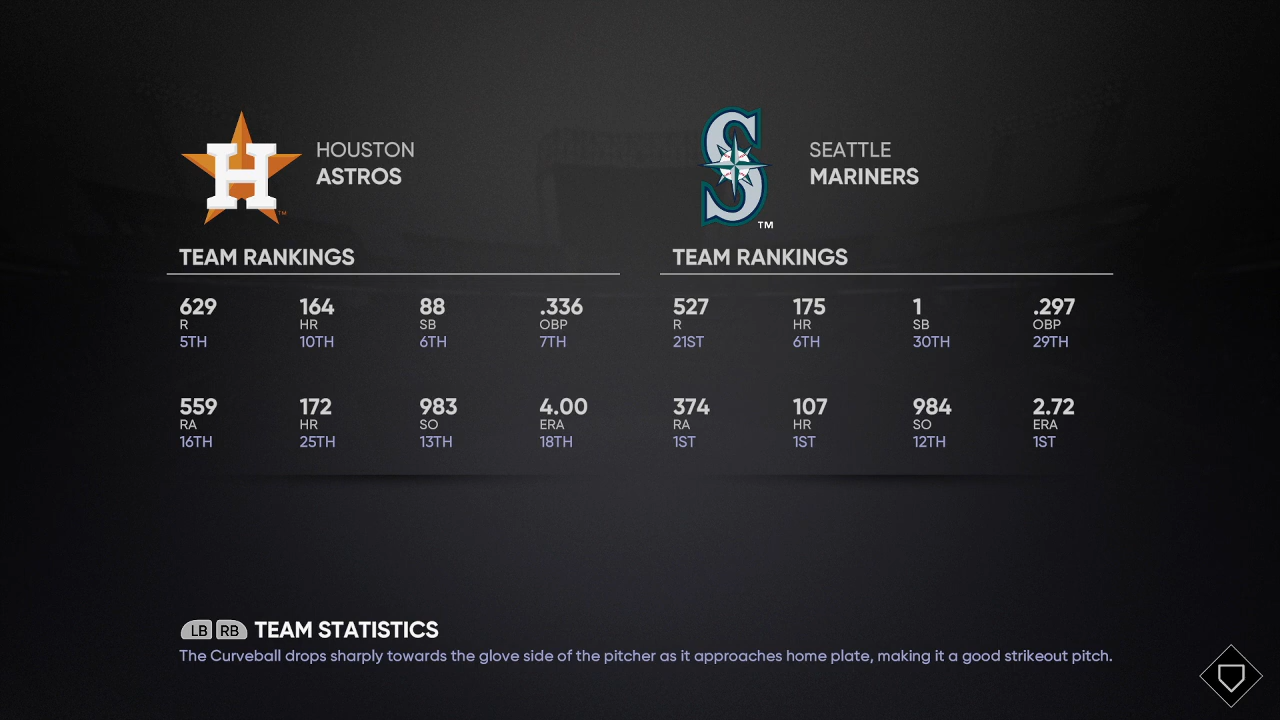 HOUSTON
ASTROS
H
TM
TEAM RANKINGS
629 164 88 .336
R HR SB OBP
5TH 10TH 6TH 7TH
559 172 983 4.00
RA HR SO ERA
16TH 25TH 13TH 18TH
SEATTLE
MARINERS
S
TM
TEAM RANKINGS
527 175 1 .297
R HR SB OBP
21ST 6TH 30TH 29TH
374 107 984 2.72
RA HR SO ERA
1ST 1ST 12TH 1ST
LB RB TEAM STATISTICS
The Curveball drops sharply towards the glove side of the pitcher as it approaches home plate, making it a good strikeout pitch.